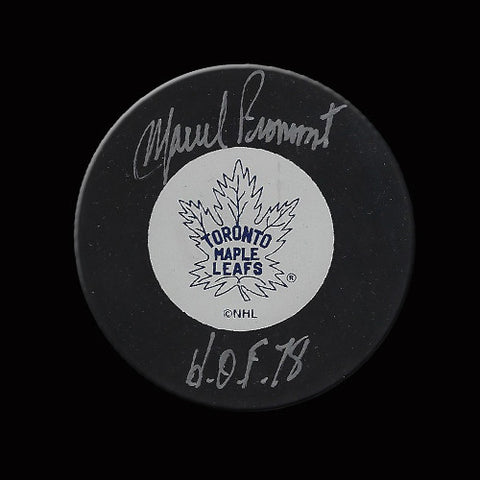 Marcel Pronovost
TORONTO
MAPLE
LEAFS
®
©NHL
H.O.F. 78